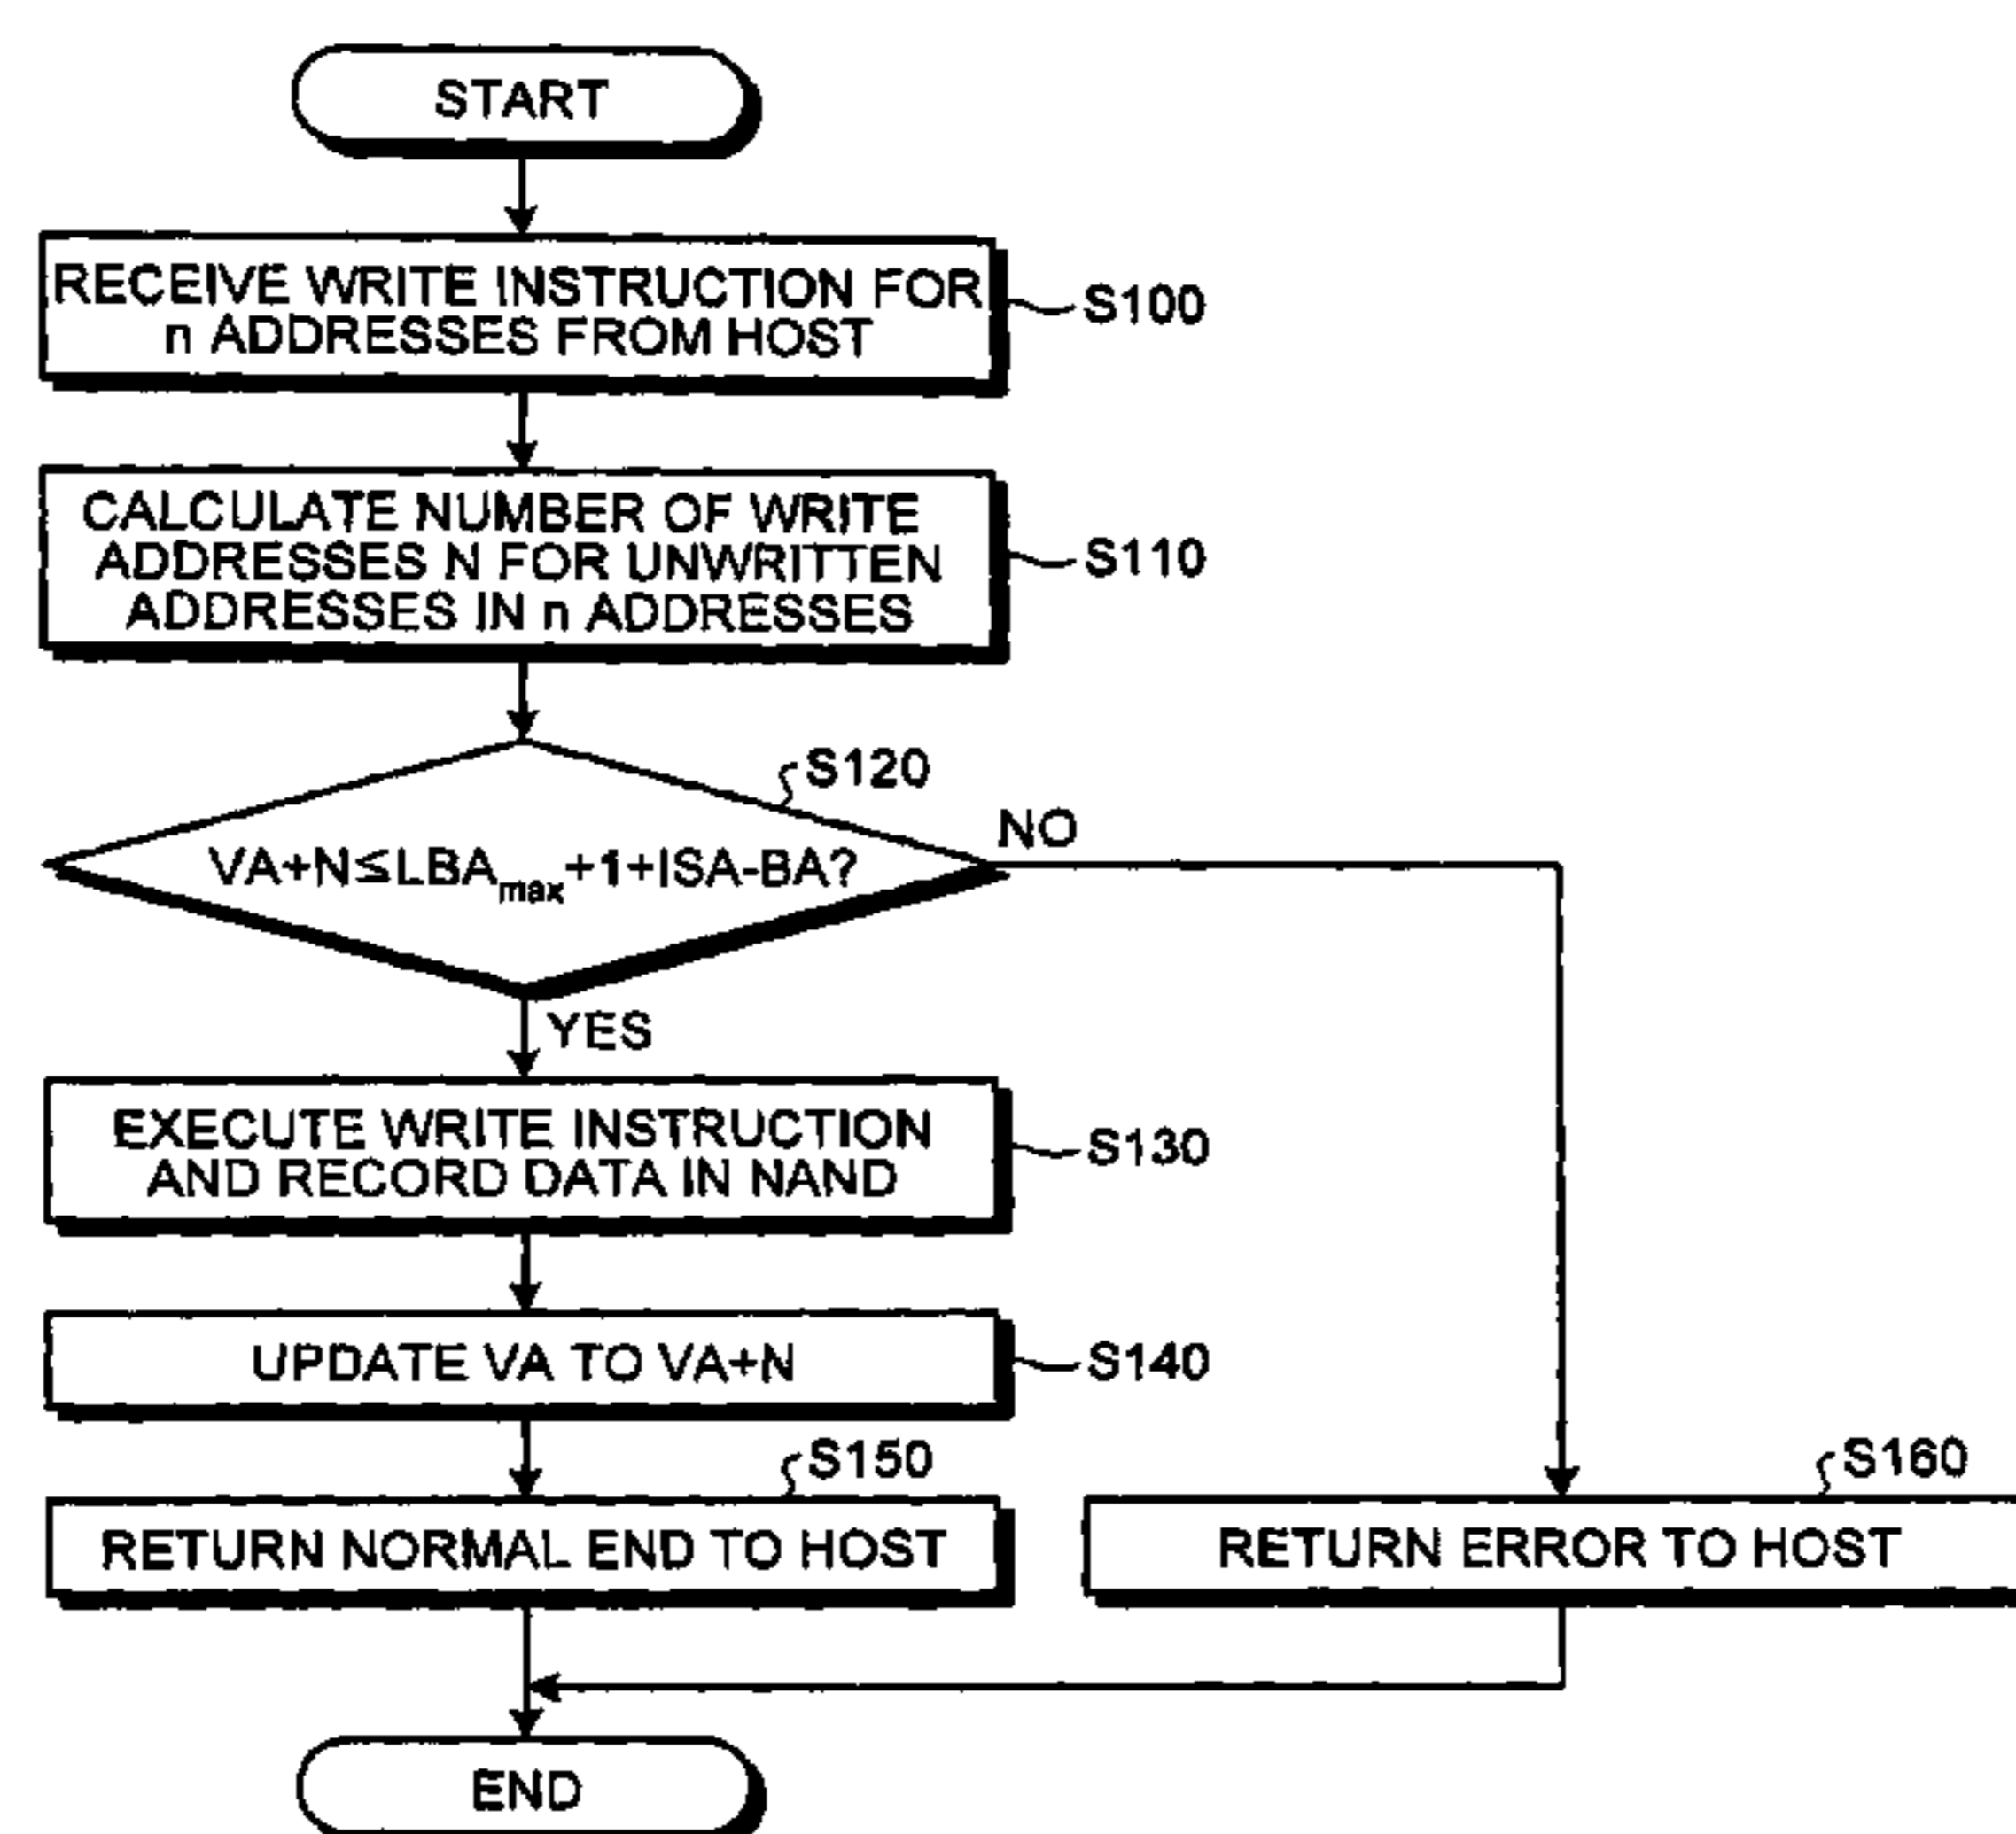 START
RECEIVE WRITE INSTRUCTION FOR
n ADDRESSES FROM HOST
S100
CALCULATE NUMBER OF WRITE
ADDRESSES N FOR UNWRITTEN
ADDRESSES IN n ADDRESSES
S110
S120
VA+N≤LBAmax+1+ISA-BA?
NO
YES
EXECUTE WRITE INSTRUCTION
AND RECORD DATA IN NAND
S130
UPDATE VA TO VA+N
S140
S150
RETURN NORMAL END TO HOST
S160
RETURN ERROR TO HOST
END